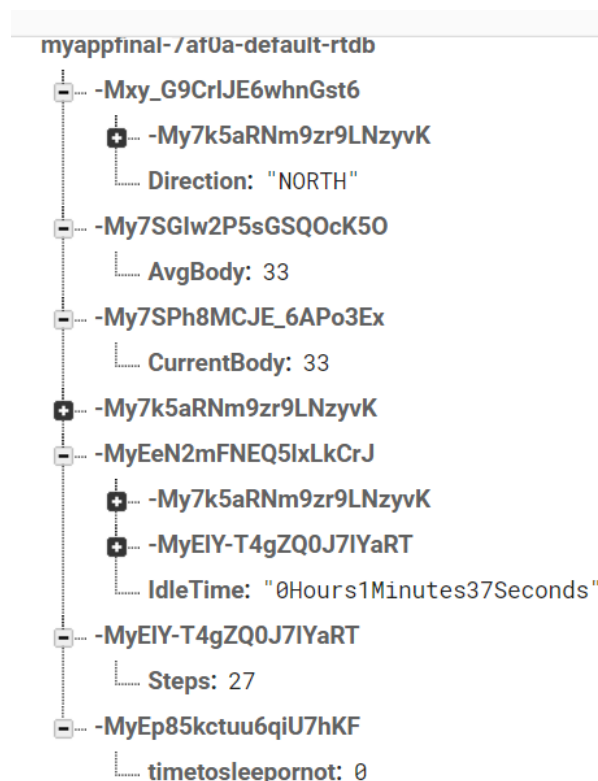 myappfinal-7af0a-default-rtdb
-Mxy_G9CrlJE6whnGst6
-My7k5aRNm9zr9LNzyvK
Direction: "NORTH"
-My7SGlw2P5sGSQOcK5O
AvgBody: 33
-My7SPh8MCJE_6APo3Ex
CurrentBody: 33
-My7k5aRNm9zr9LNzyvK
-MyEeN2mFNEQ5lxLkCrJ
-My7k5aRNm9zr9LNzyvK
-MyElY-T4gZQ0J7lYaRT
IdleTime: "0Hours1Minutes37Seconds"
-MyElY-T4gZQ0J7lYaRT
Steps: 27
-MyEp85kctuu6qiU7hKF
timetosleepornot: 0